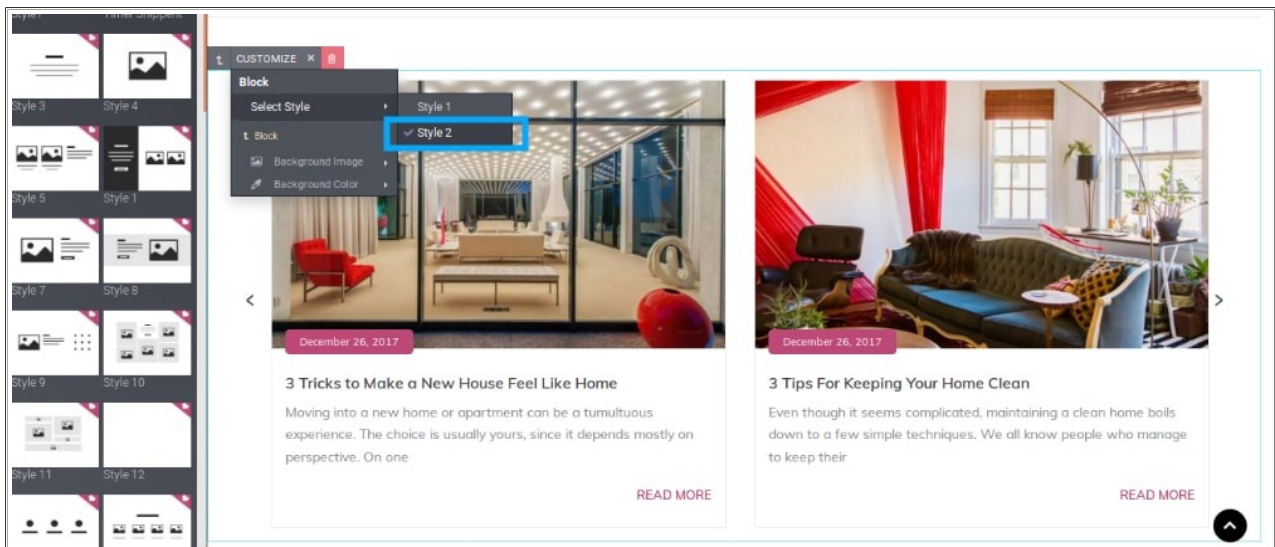 Style1
Timer Snippent
Style 3
Style 4
Style 5
Style 1
Style 7
Style 8
Style 9
Style 10
Style 11
Style 12
CUSTOMIZE ×
Block
Select Style
Style 1
Style 2
Block
Background Image
Background Color
December 26, 2017
3 Tricks to Make a New House Feel Like Home
Moving into a new home or apartment can be a tumultuous
experience. The choice is usually yours, since it depends mostly on
perspective. On one
READ MORE
December 26, 2017
3 Tips For Keeping Your Home Clean
Even though it seems complicated, maintaining a clean home boils
down to a few simple techniques. We all know people who manage
to keep their
READ MORE